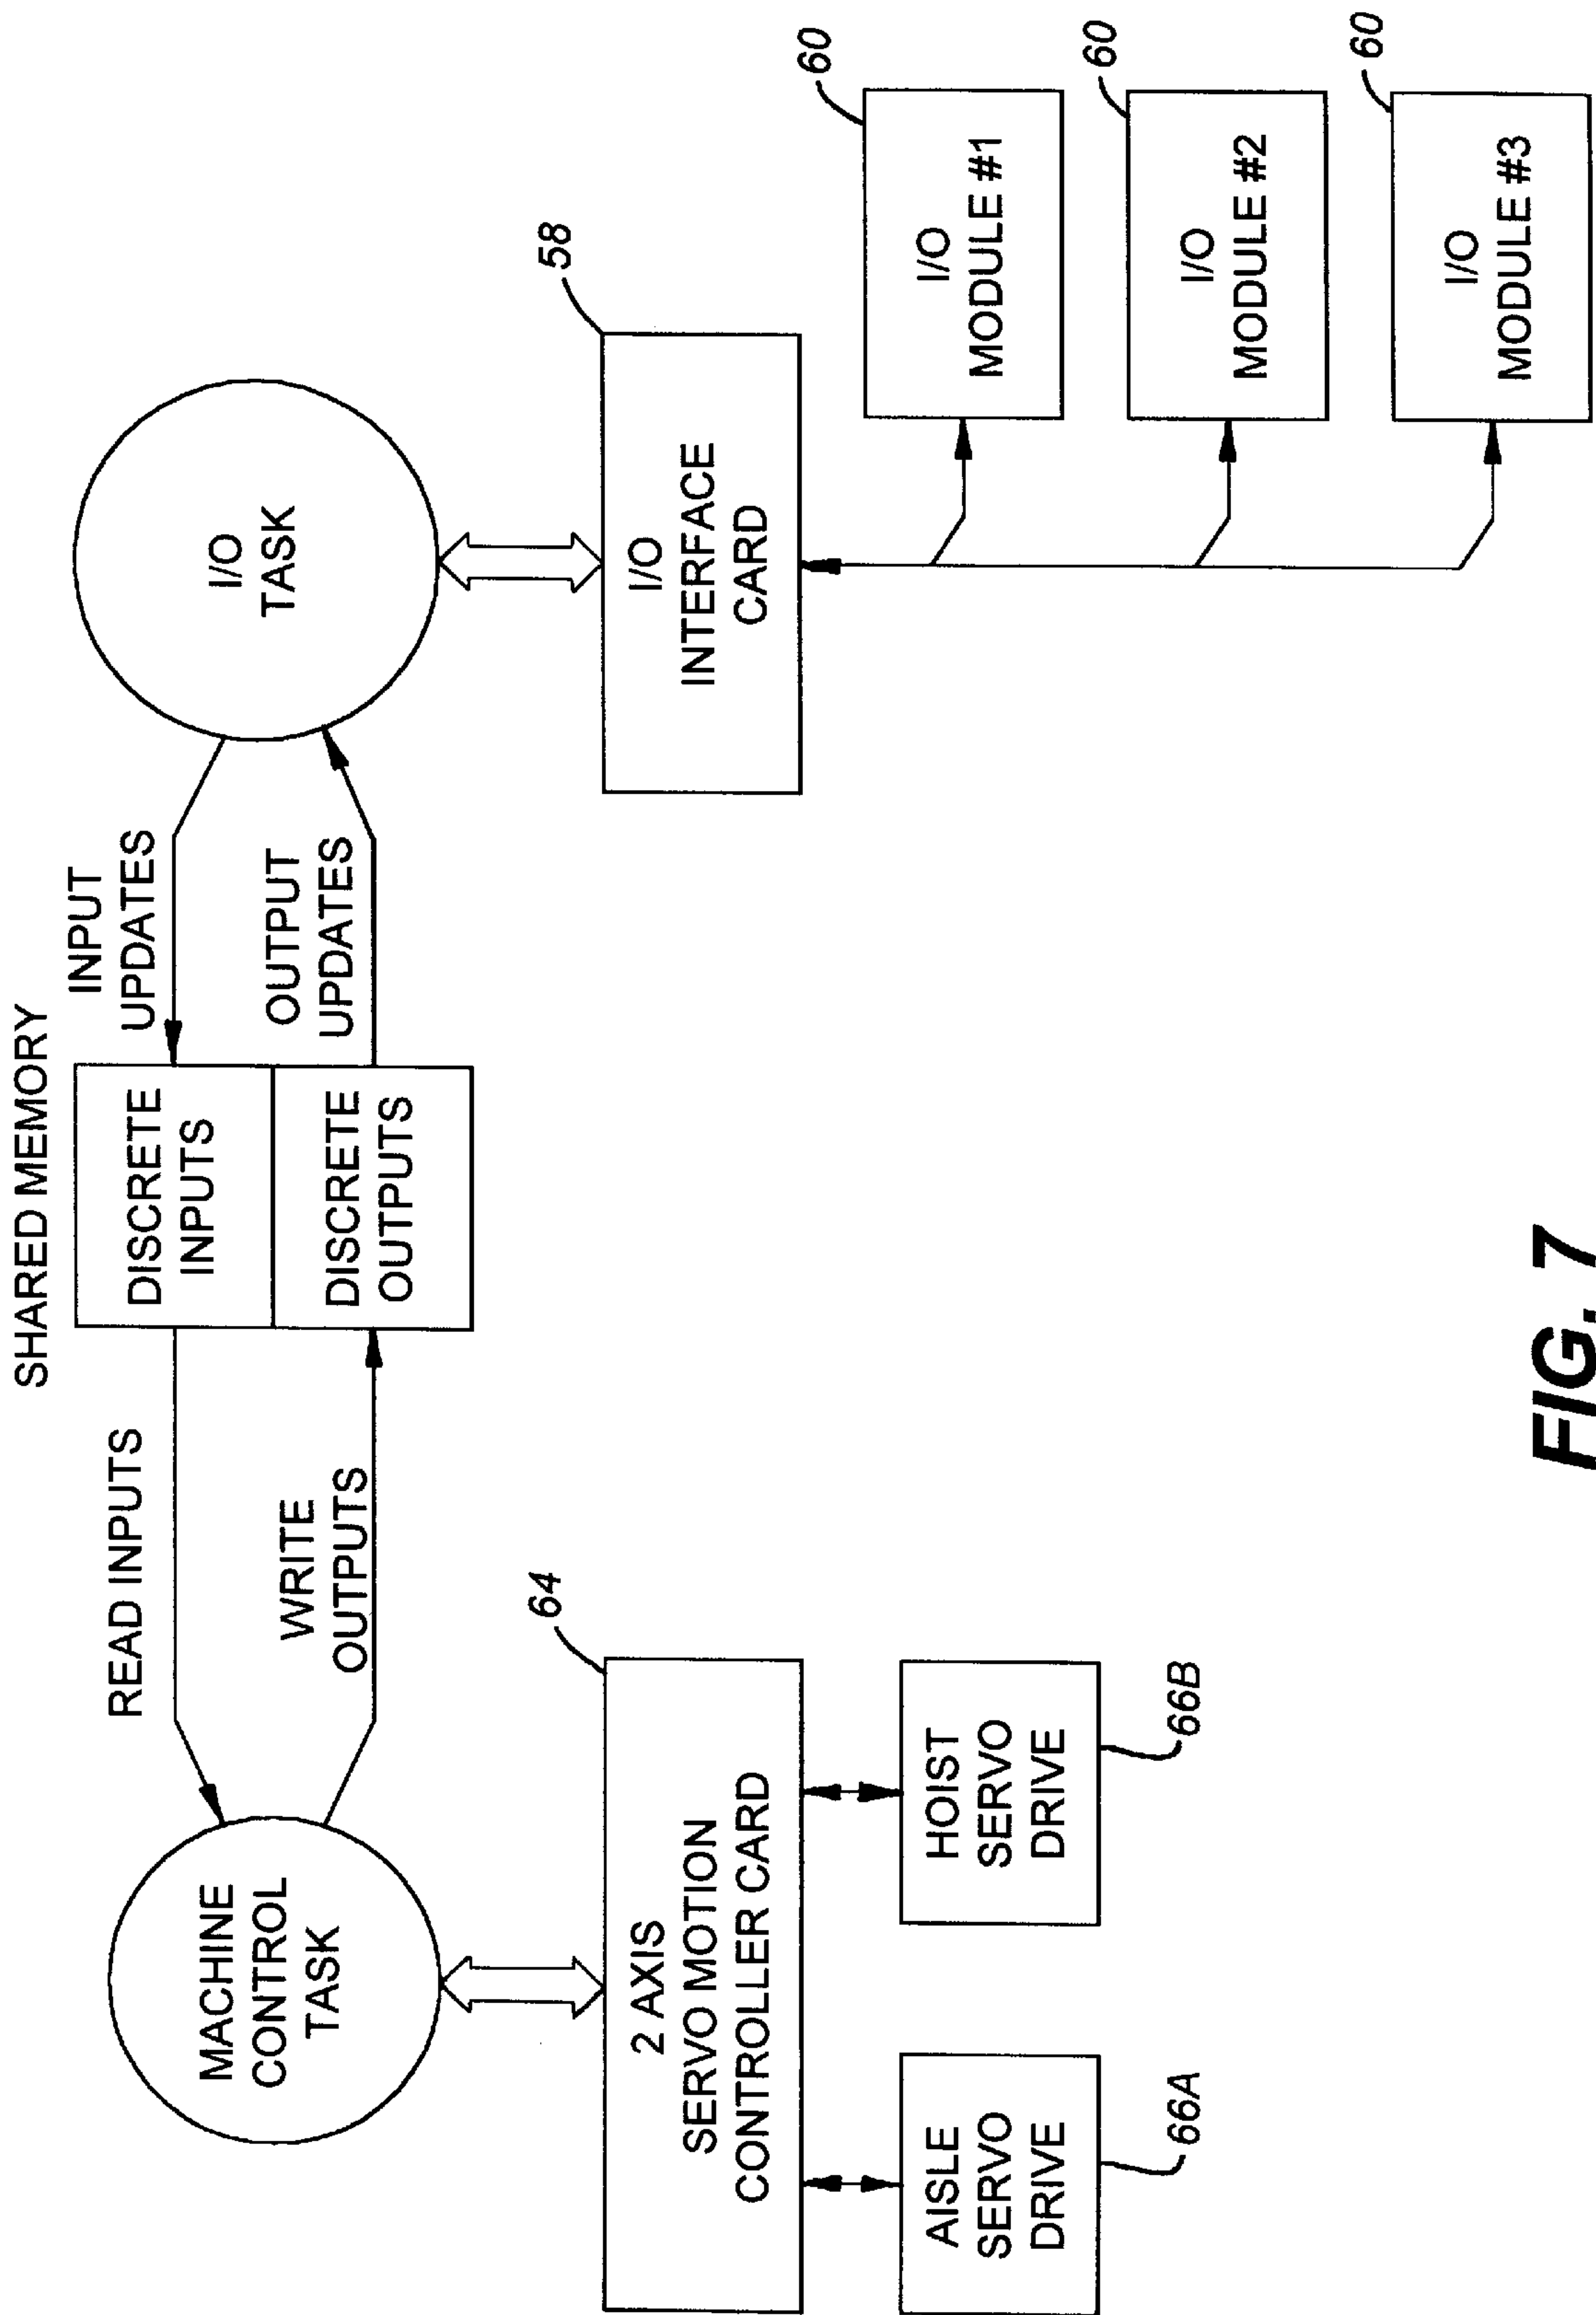 SHARED MEMORY
READ INPUTS
WRITE
OUTPUTS
DISCRETE
INPUTS
DISCRETE
OUTPUTS
INPUT
UPDATES
OUTPUT
UPDATES
MACHINE
CONTROL
TASK
I/O
TASK
64
2 AXIS
SERVO MOTION
CONTROLLER CARD
58
I/O
INTERFACE
CARD
AISLE
SERVO
DRIVE
66A
HOIST
SERVO
DRIVE
66B
60
I/O
MODULE #1
60
I/O
MODULE #2
60
I/O
MODULE #3
FIG. 7